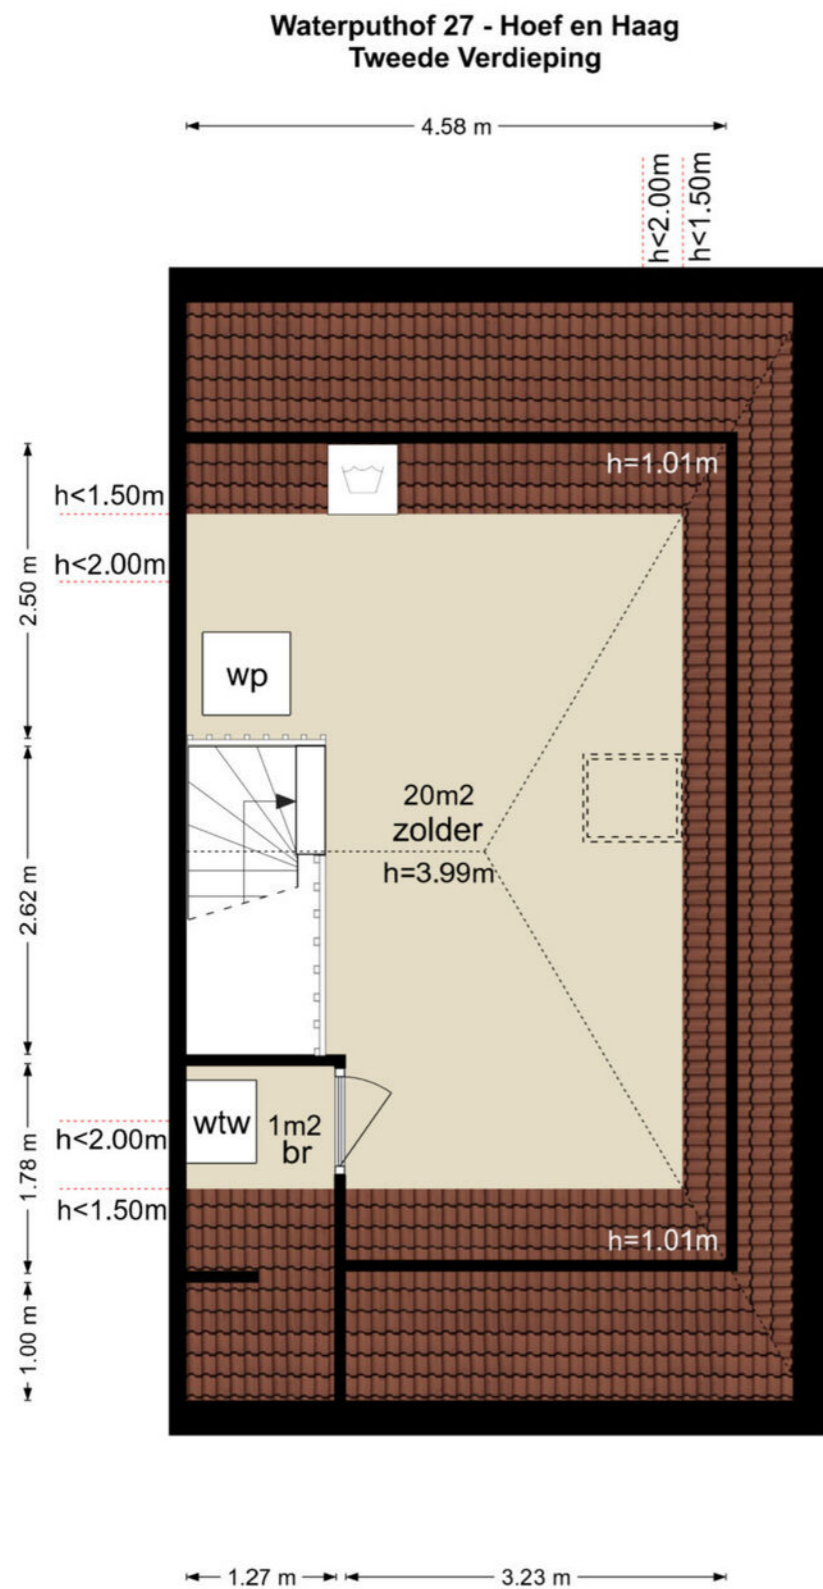 Waterputhof 27 - Hoef en Haag
Tweede Verdieping
4.58 m
h<2.00m
h<1.50m
h=1.01m
h<1.50m
h<2.00m
2.50 m
wp
20m2
zolder
h=3.99m
2.62 m
wtw
1m2
br
h<2.00m
1.78 m
h<1.50m
h=1.01m
1.00 m
1.27 m
3.23 m